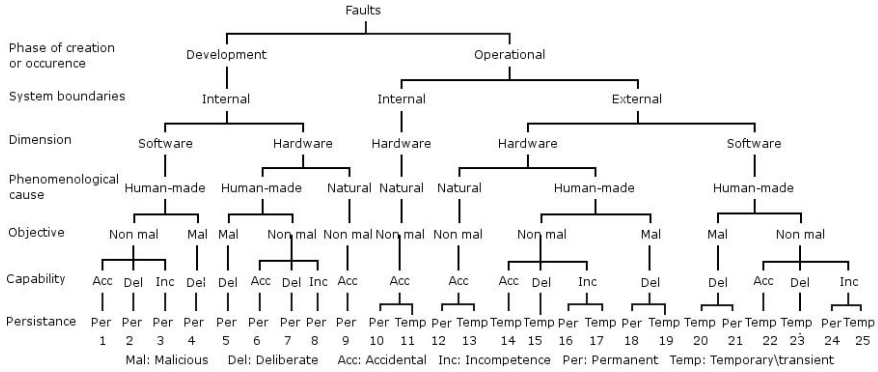 Faults
Phase of creation
or occurence
Development Operational
System boundaries Internal Internal External
Dimension Software Hardware Hardware Hardware Software
Phenomenological
cause
Human-made Human-made Natural Natural Natural Human-made Human-made
Objective Non mal Mal Mal Non mal Non mal Non mal Non mal Non mal Mal Mal Non mal
Capability Acc Del Inc Del Del Acc Del Inc Acc Acc Acc Acc Del Inc Del Del Acc Del Inc
Persistance Per Per Per Per Per Per Per Per Per Per Temp Per Temp Temp Temp Per Temp Per Temp Temp Per Temp Temp Per Temp
1 2 3 4 5 6 7 8 9 10 11 12 13 14 15 16 17 18 19 20 21 22 23 24 25
Mal: Malicious Del: Deliberate Acc: Accidental Inc: Incompetence Per: Permanent Temp: Temporary\transient